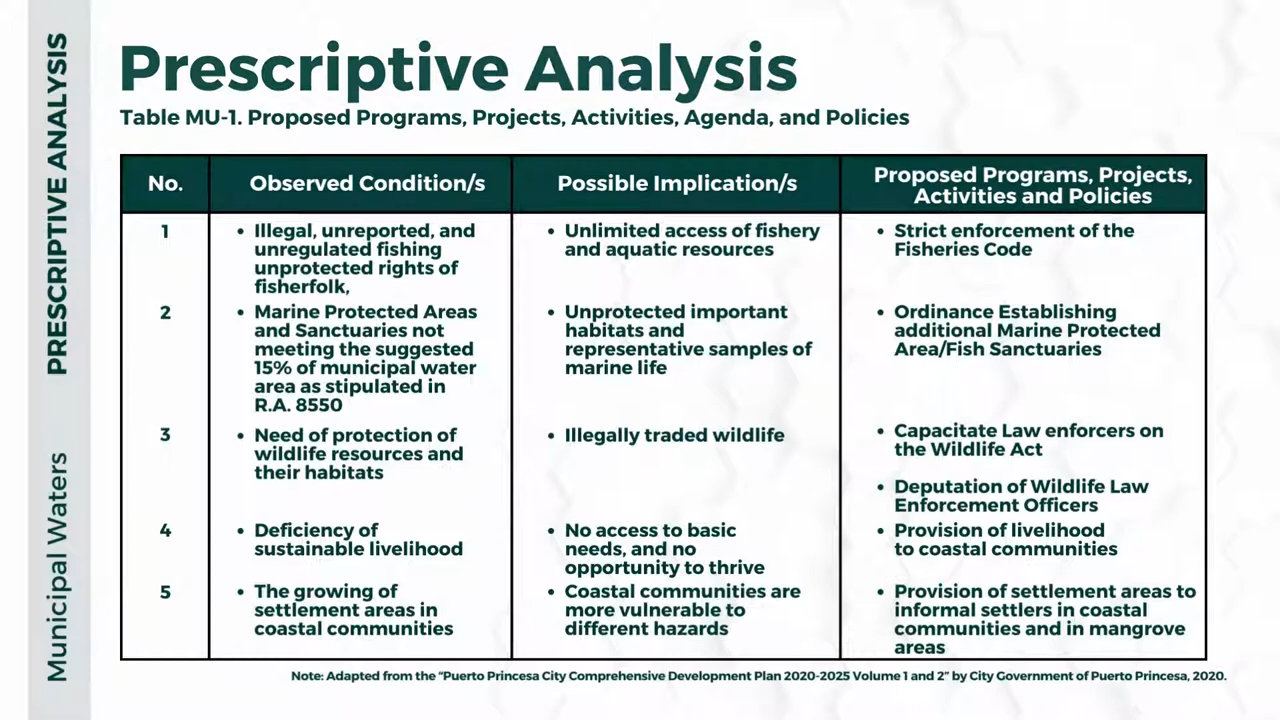 PRESCRIPTIVE ANALYSIS
Municipal Waters
Prescriptive Analysis
Table MU-1. Proposed Programs, Projects, Activities, Agenda, and Policies
No.
Observed Condition/s
Possible Implication/s
Proposed Programs, Projects,
Activities and Policies
1
• Illegal, unreported, and
unregulated fishing
unprotected rights of
fisherfolk,
• Unlimited access of fishery
and aquatic resources
• Strict enforcement of the
Fisheries Code
2
• Marine Protected Areas
and Sanctuaries not
meeting the suggested
15% of municipal water
area as stipulated in
R.A. 8550
• Unprotected important
habitats and
representative samples of
marine life
• Ordinance Establishing
additional Marine Protected
Area/Fish Sanctuaries
3
• Need of protection of
wildlife resources and
their habitats
• Illegally traded wildlife
• Capacitate Law enforcers on
the Wildlife Act
• Deputation of Wildlife Law
Enforcement Officers
4
• Deficiency of
sustainable livelihood
• No access to basic
needs, and no
opportunity to thrive
• Provision of livelihood
to coastal communities
5
• The growing of
settlement areas in
coastal communities
• Coastal communities are
more vulnerable to
different hazards
• Provision of settlement areas to
informal settlers in coastal
communities and in mangrove
areas
Note: Adapted from the “Puerto Princesa City Comprehensive Development Plan 2020-2025 Volume 1 and 2” by City Government of Puerto Princesa, 2020.